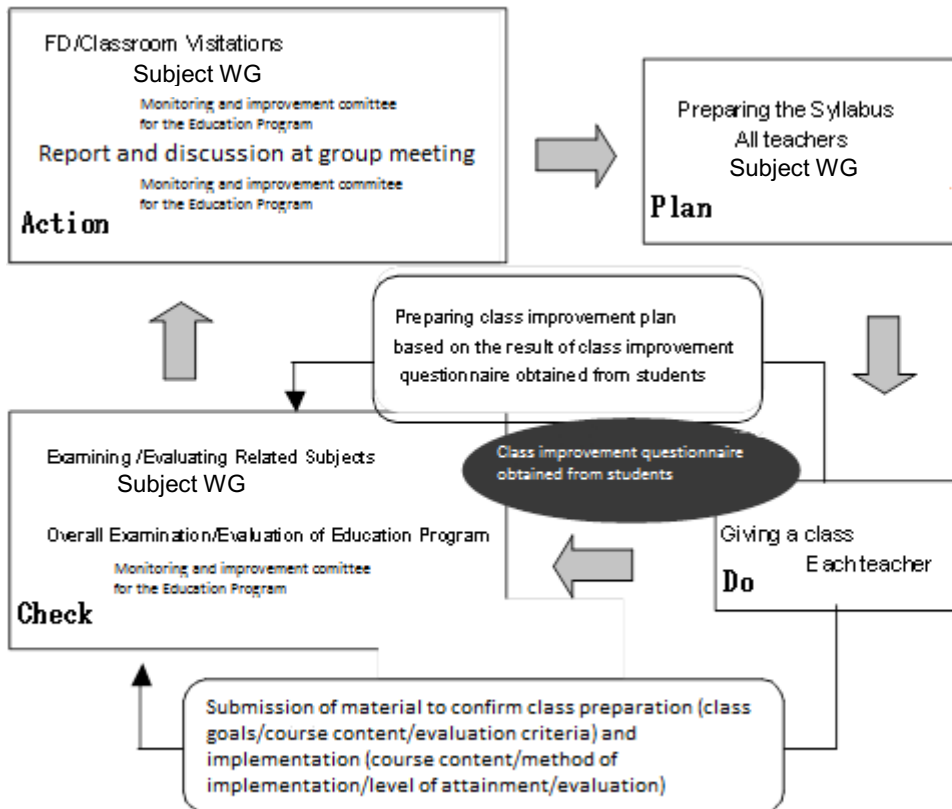 FD/Classroom Visitations
Subject WG
Monitoring and improvement comittee
for the Education Program
Report and discussion at group meeting
Monitoring and improvement commitee
for the Education Program
Action
Preparing the Syllabus
All teachers
Subject WG
Plan
Preparing class improvement plan
based on the result of class improvement
questionnaire obtained from students
Class improvement questionnaire
obtained from students
Examining /Evaluating Related Subjects
Subject WG
Overall Examination/Evaluation of Education Program
Monitoring and improvement comittee
for the Education Program
Check
Giving a class
Each teacher
Do
Submission of material to confirm class preparation (class
goals/course content/evaluation criteria) and
implementation (course content/method of
implementation/level of attainment/evaluation)